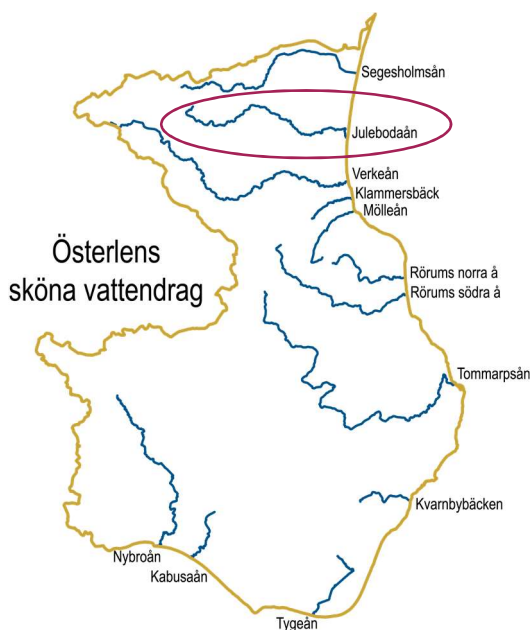 Segesholmsån
Julebodaån
Verkeån
Klammersbäck
Mölleån
Österlens
sköna vattendrag
Rörums norra å
Rörums södra å
Tommarpsån
Kvarnbybäcken
Nybroån
Kabusaån
Tygeån